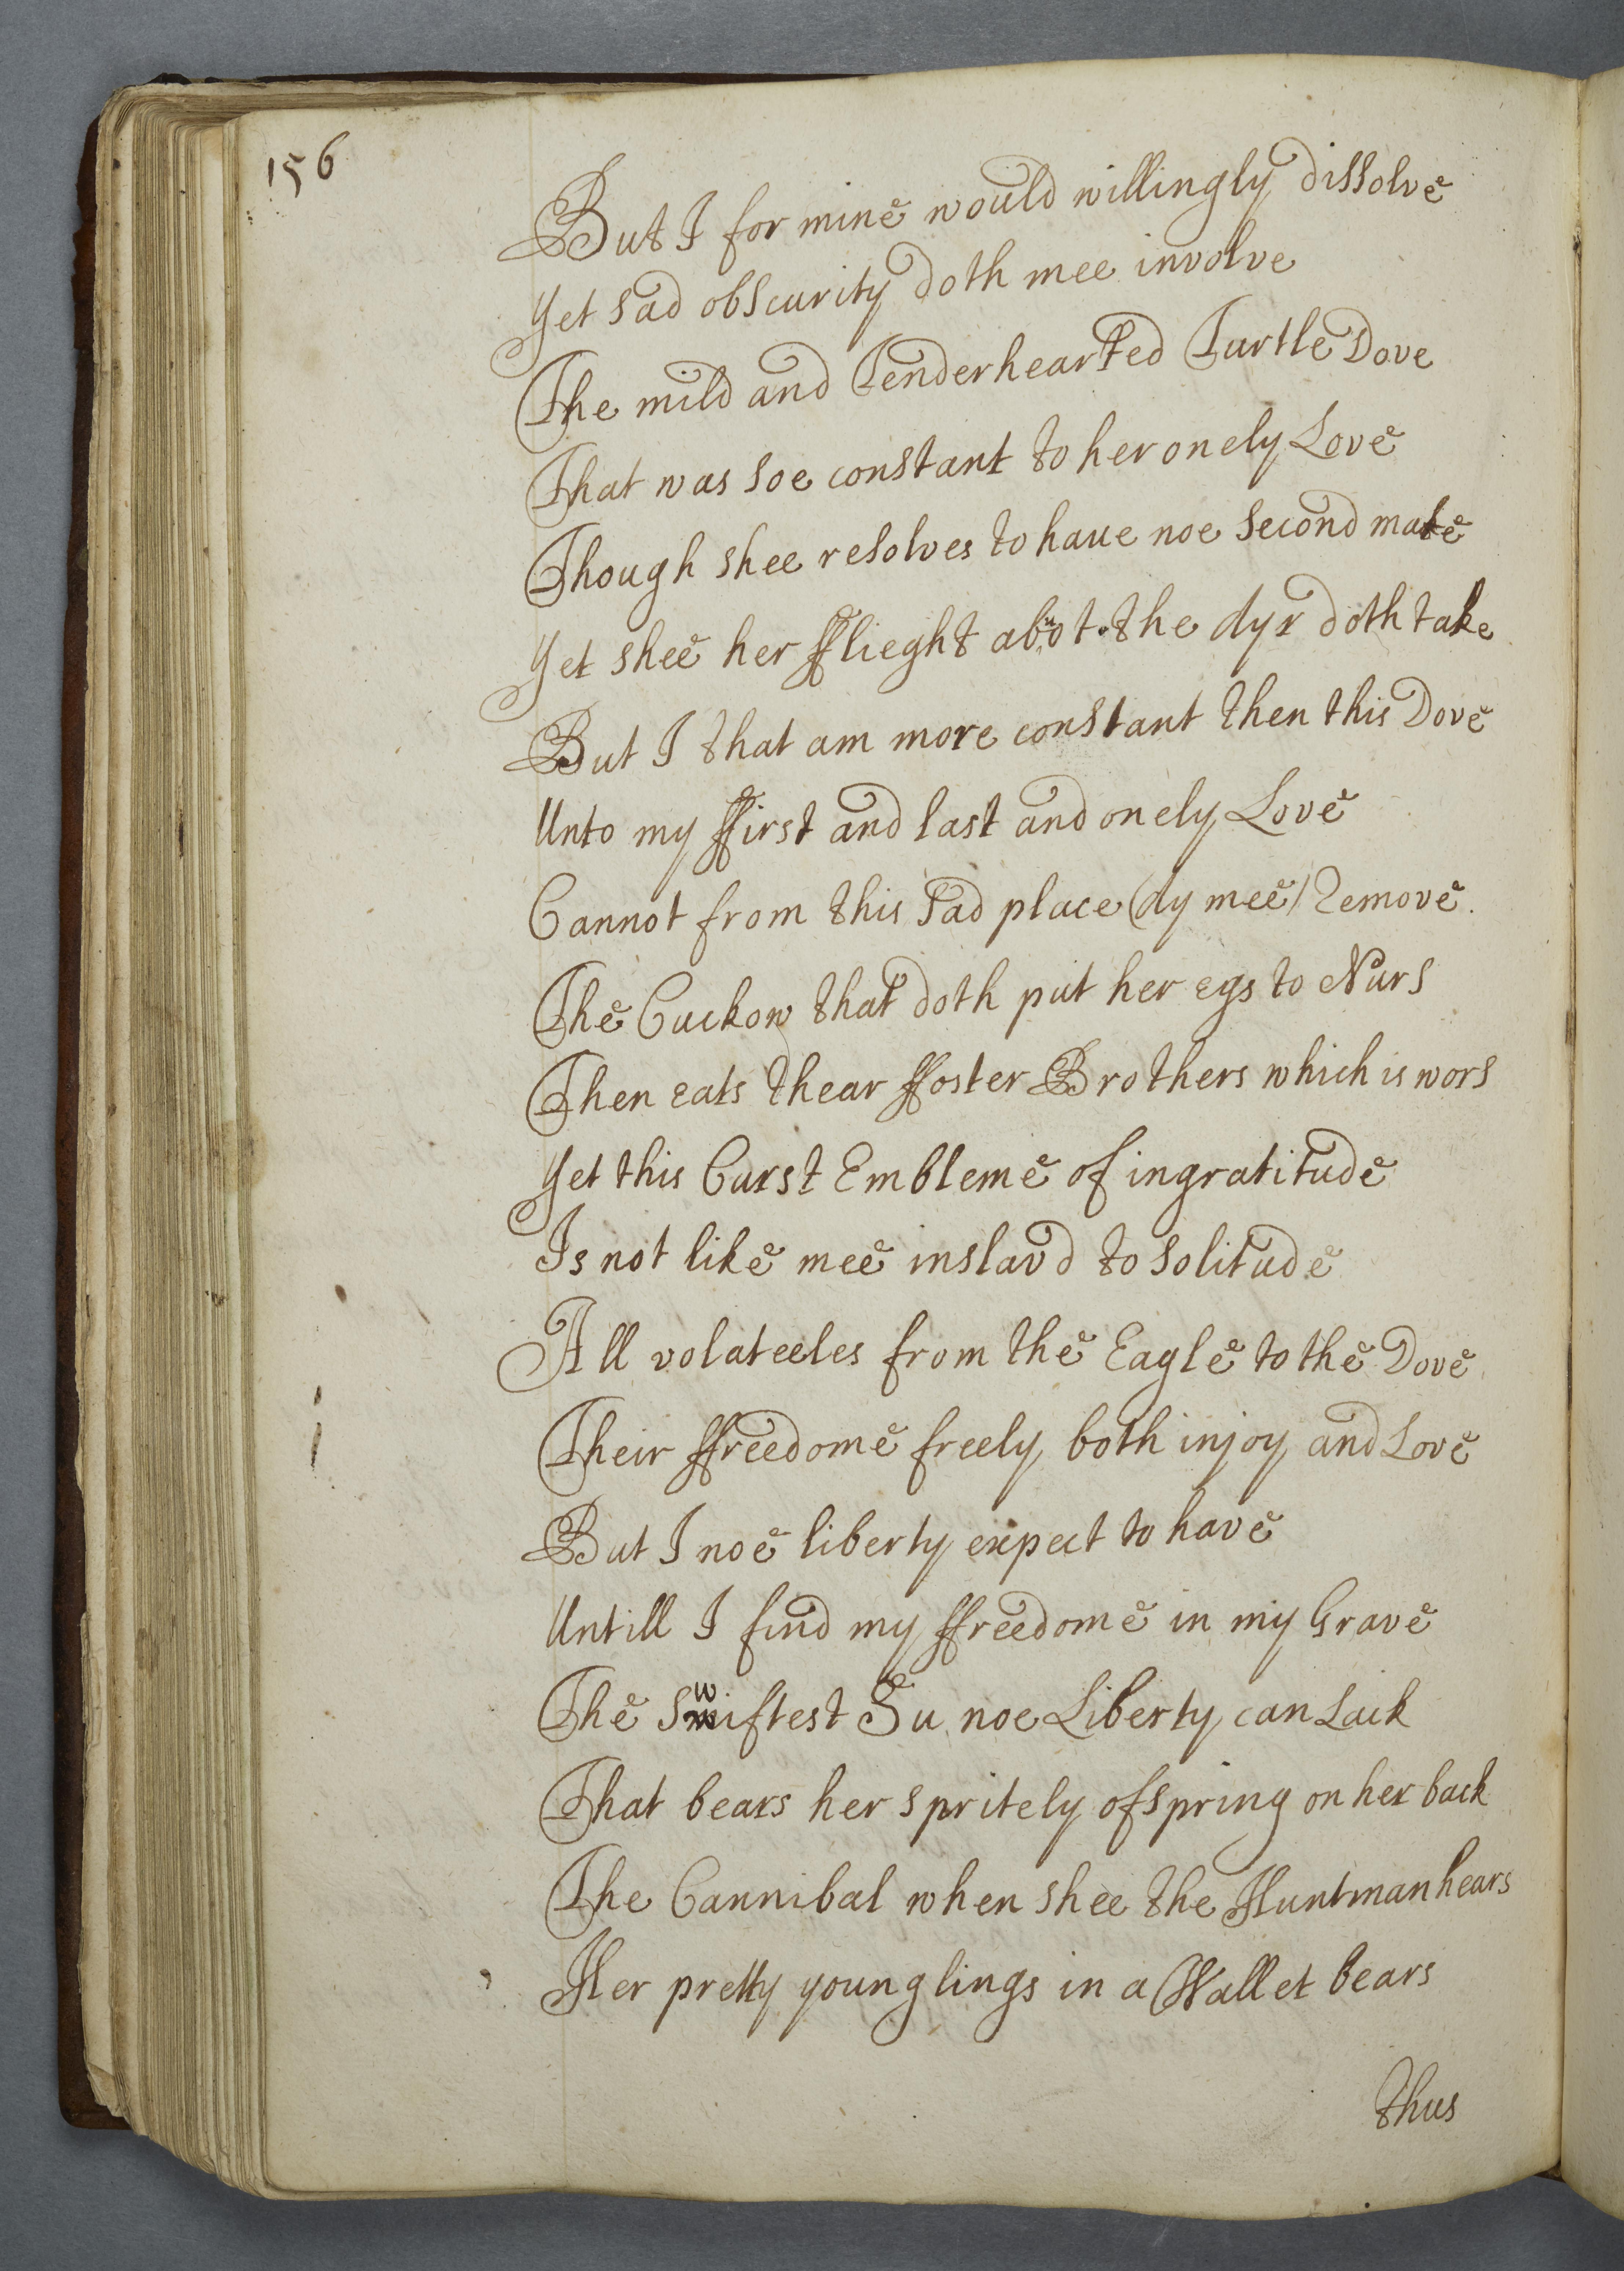 156
But I for mine would willingly dissolve
Yet sad obscurity doth mee involve
The mild and Tenderhearted Turtle Dove
That was soe constant to her onely Love
Though shee resolves to haue noe second mate
Yet shee her fflieght about the Ayr doth take
But I that am more constant then this Dove
Unto my ffirst and last and onely Love
Cannot from this sad place (Ay mee) Remove.
The Cuckow that doth put her egs to Nurs
Then eats thear ffoster Brothers which is wors
Yet this Curst Embleme of ingratitude
Is not like mee inslav'd to solitude
All volateeles from the Eagle to the Dove
Their ffreedome freely both injoy and Love
But I noe liberty expect to have
Untill I find my ffreedome in my Grave
The Swiftest Su noe Liberty can Lack
That bears her spritely ofspring on her back
The Cannibal when shee the Huntman hears
Her pretty younglings in a Wallet bears
thus